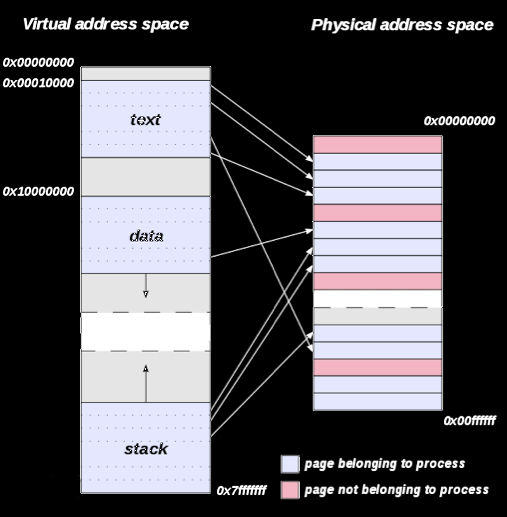 Virtual address space
Physical address space
0x00000000
0x00010000
text
0x00000000
0x10000000
data
stack
0x00ffffff
page belonging to process
0x7fffffff
page not belonging to process